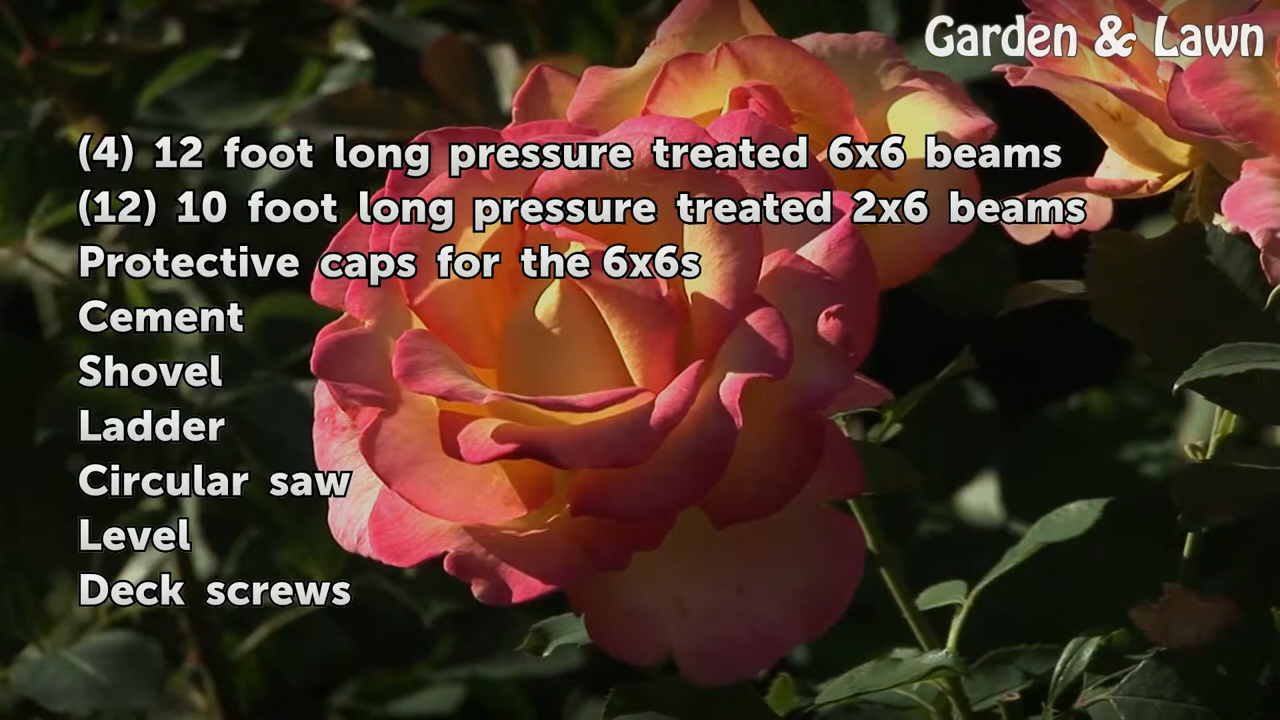 Garden & Lawn
(4) 12 foot long pressure treated 6x6 beams
(12) 10 foot long pressure treated 2x6 beams
Protective caps for the 6x6s
Cement
Shovel
Ladder
Circular saw
Level
Deck screws